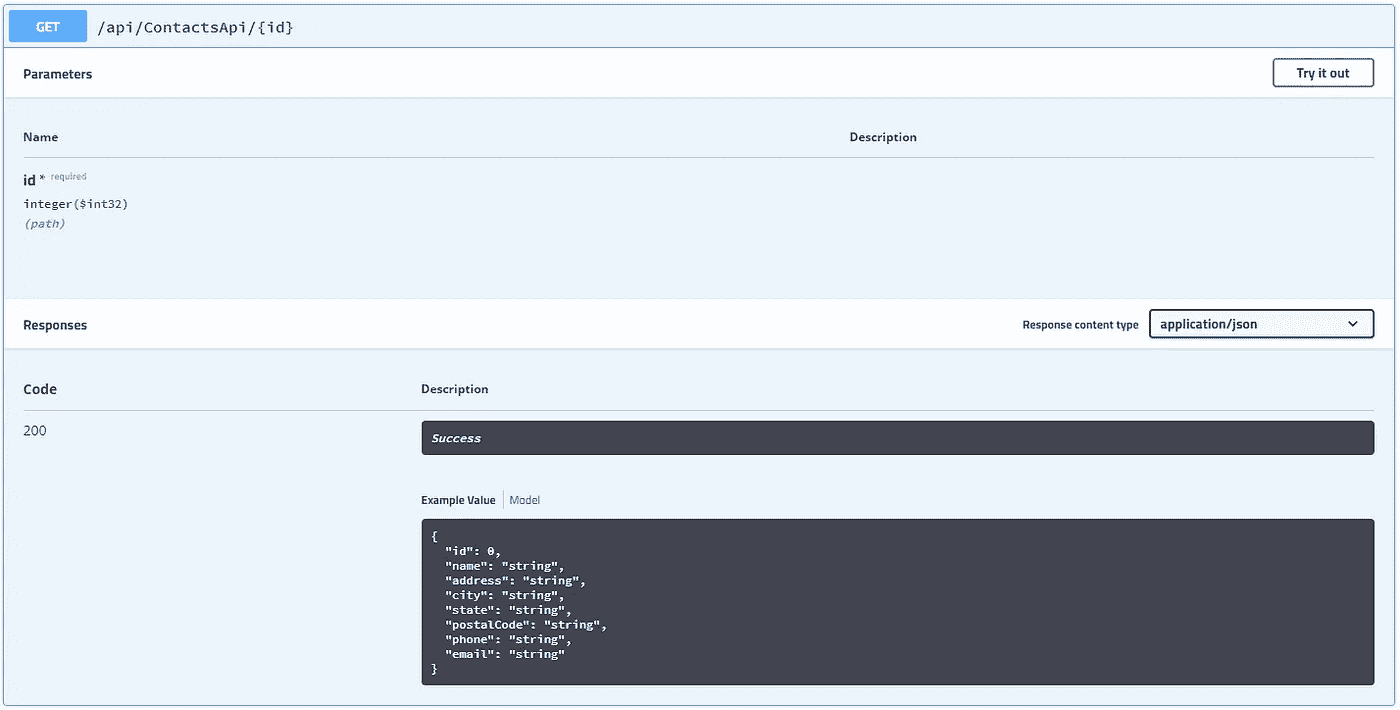 GET /api/ContactsApi/{id}
Parameters Try it out
Name Description
id * required
integer($int32)
(path)
Responses Response content type application/json
Code Description
200 Success
Example Value Model
{
"id": 0,
"name": "string",
"address": "string",
"city": "string",
"state": "string",
"postalCode": "string",
"phone": "string",
"email": "string"
}